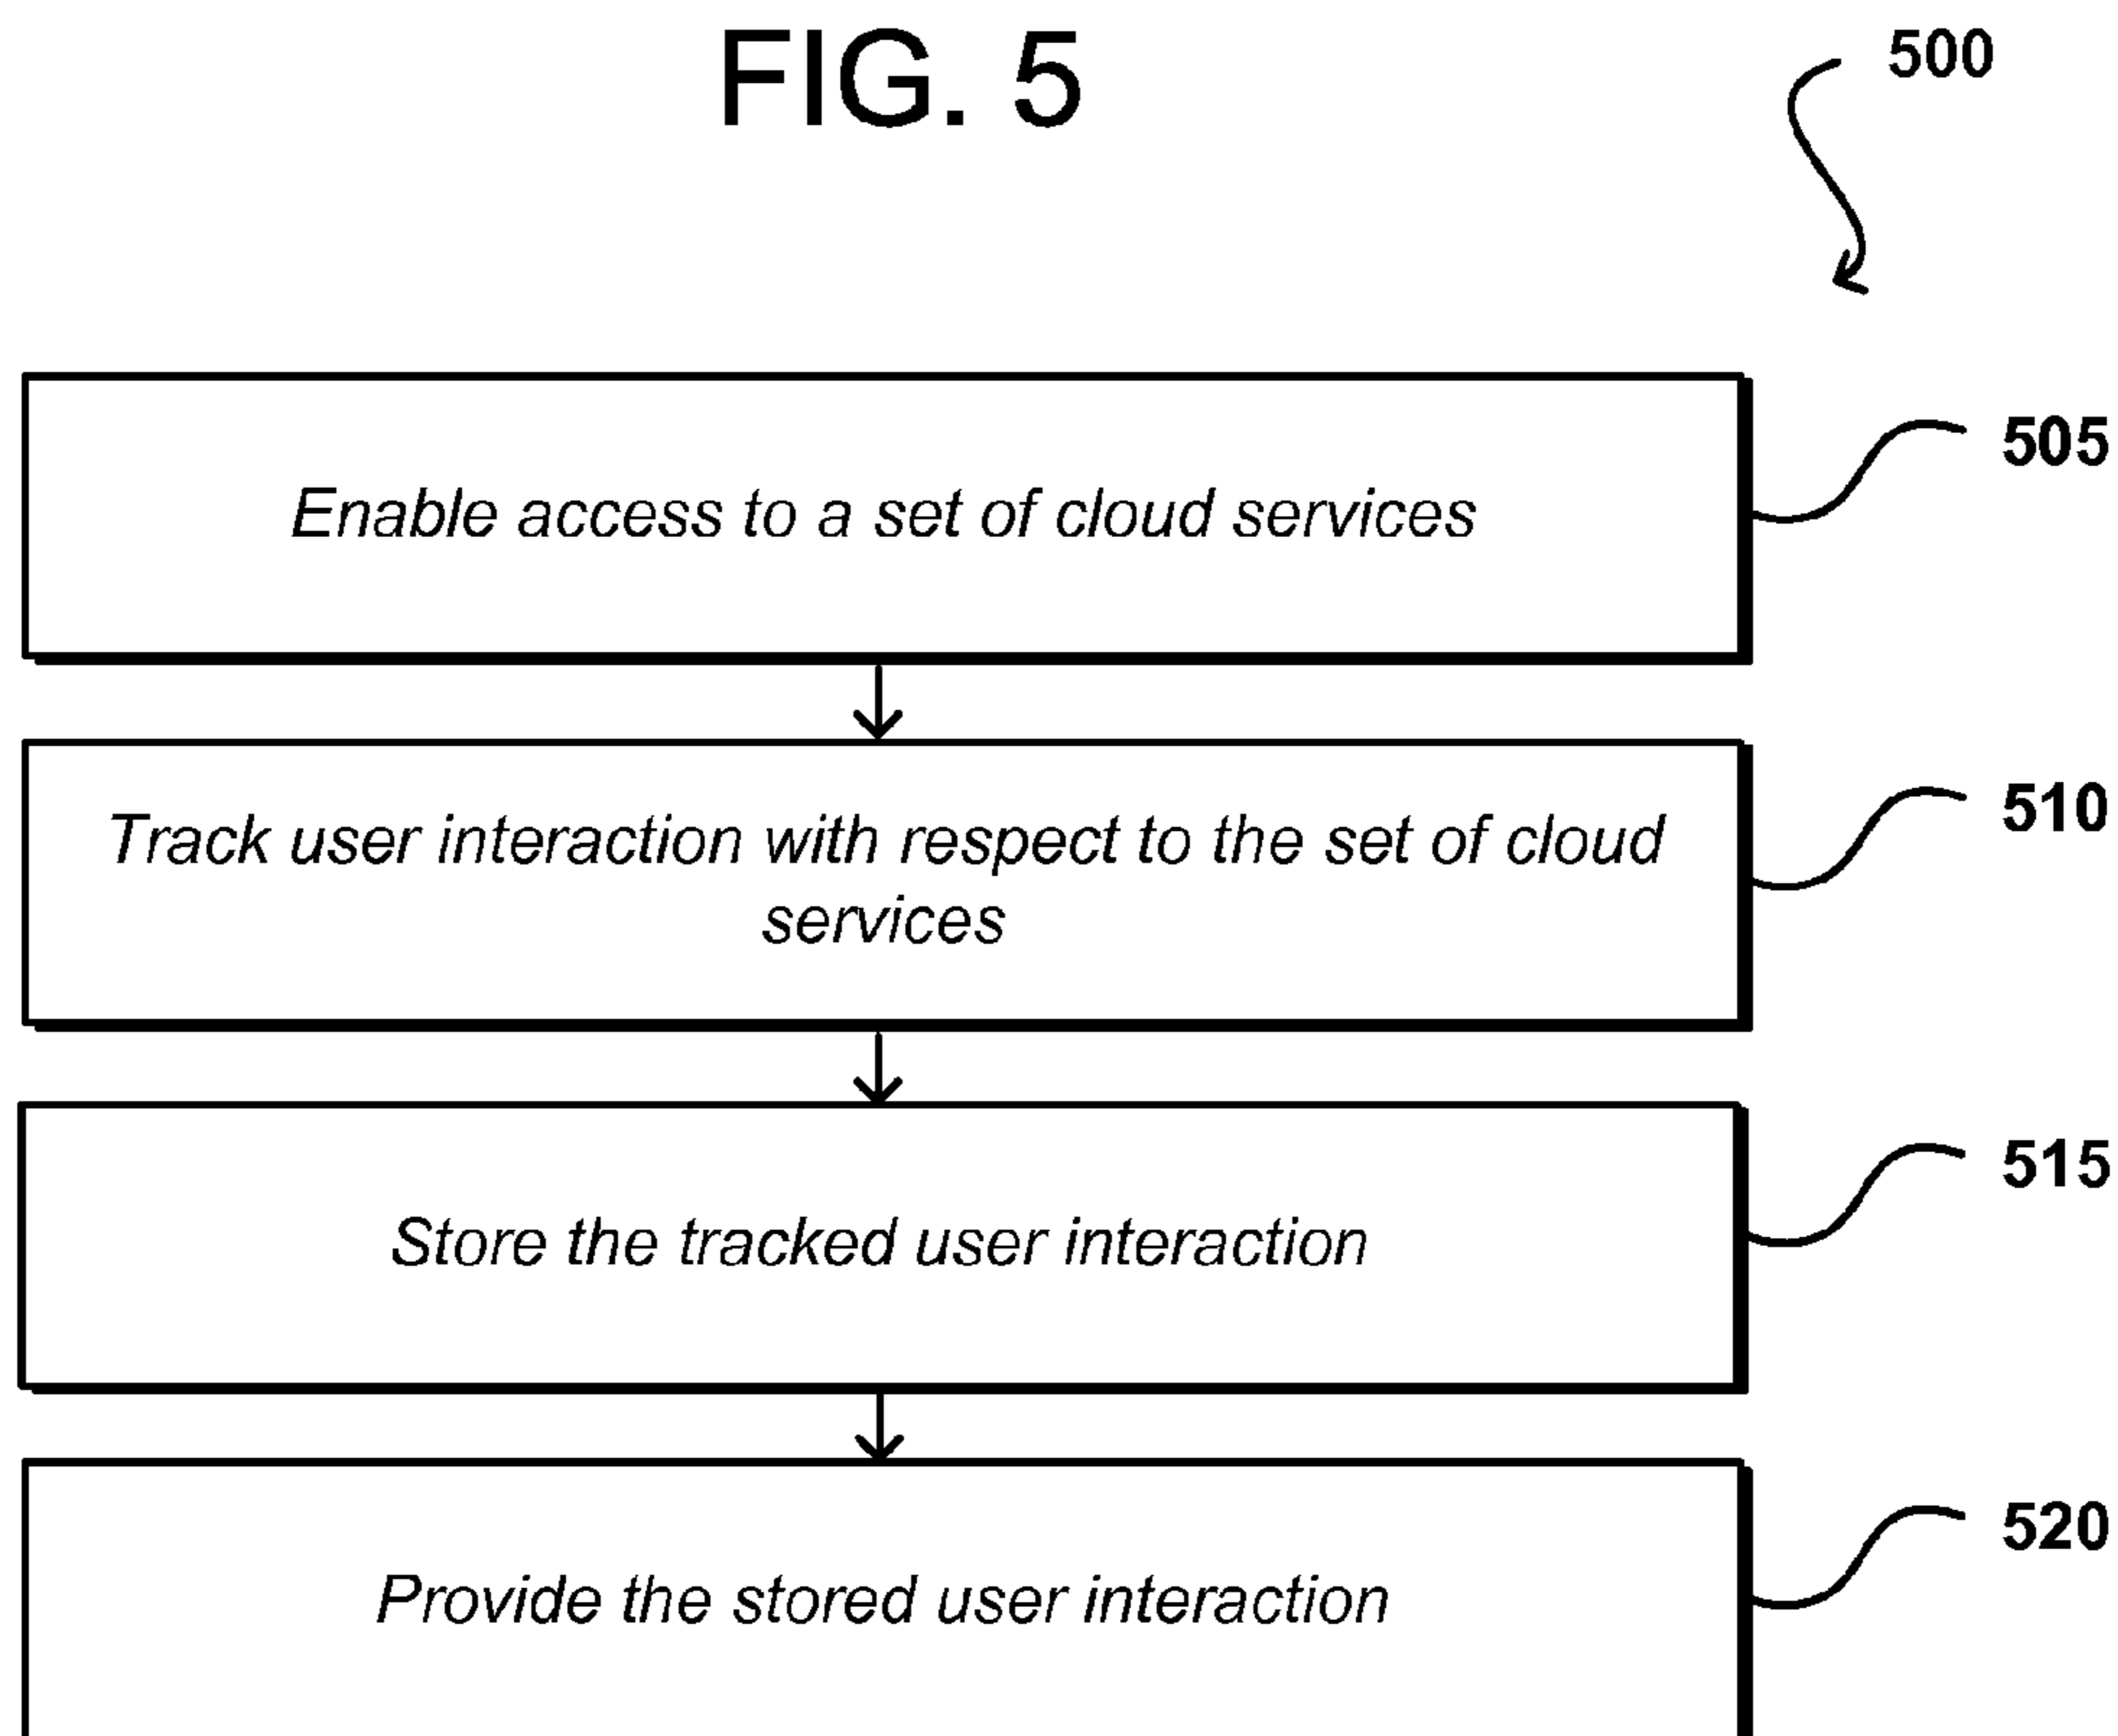 FIG. 5
500
Enable access to a set of cloud services
505
Track user interaction with respect to the set of cloud
services
510
Store the tracked user interaction
515
Provide the stored user interaction
520